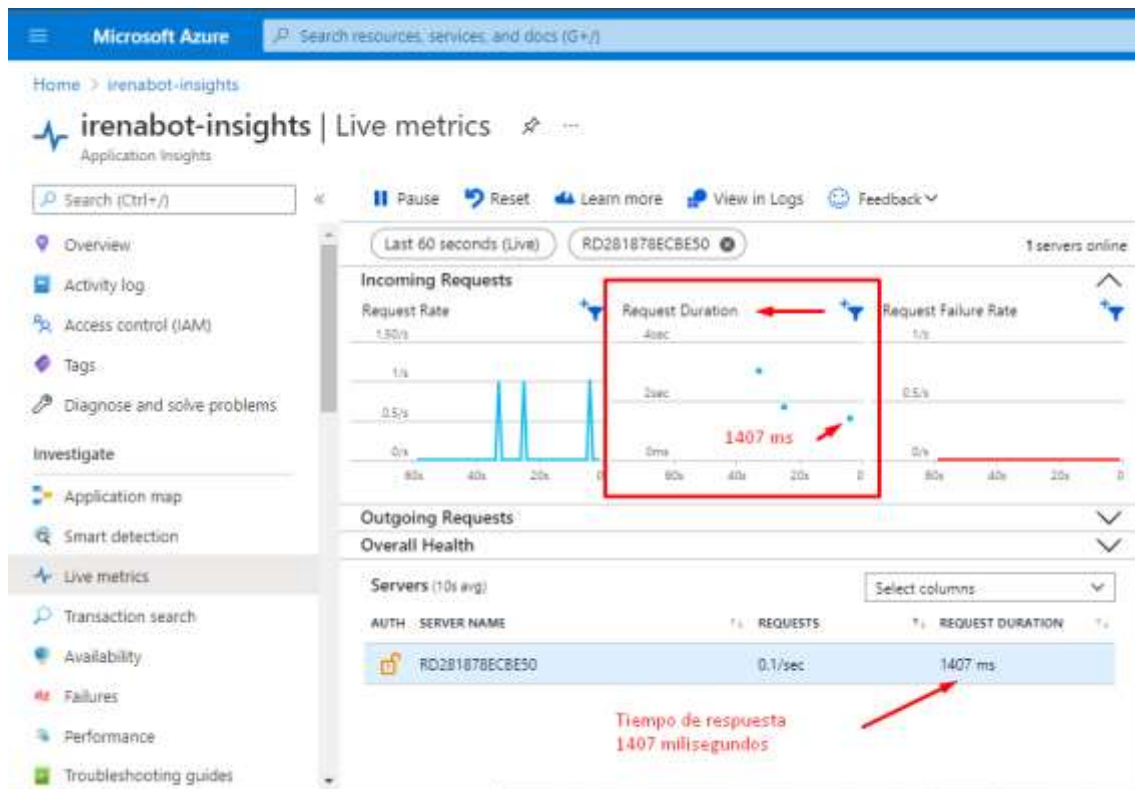 Microsoft Azure
Search resources, services, and docs (G+/)
Home > irenabot-insights
irenabot-insights | Live metrics
Application Insights
Search (Ctrl+/)
Pause Reset Learn more View in Logs Feedback
Overview
Activity log
Access control (IAM)
Tags
Diagnose and solve problems
Investigate
Application map
Smart detection
Live metrics
Transaction search
Availability
Failures
Performance
Troubleshooting guides
Last 60 seconds (Live)
RD281878ECBE50
1 servers online
Incoming Requests
Request Rate
1.50/s
1/s
0.5/s
0/s
60s 40s 20s 0
Request Duration
4sec
2sec
0ms
1407 ms
60s 40s 20s 0
Request Failure Rate
1/s
0.5/s
0/s
60s 40s 20s 0
Outgoing Requests
Overall Health
Servers (10s avg)
Select columns
AUTH SERVER NAME REQUESTS REQUEST DURATION
RD281878ECBE50 0.1/sec 1407 ms
Tiempo de respuesta
1407 milisegundos